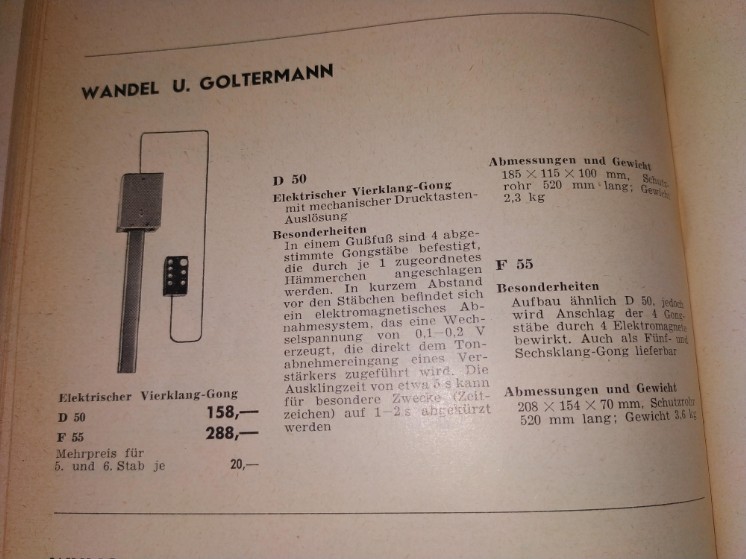 WANDEL U. GOLTERMANN
Elektrischer Vierklang-Gong
D 50 158,—
F 55 288,—
Mehrpreis für
5. und 6. Stab je 20,—
D 50
Elektrischer Vierklang-Gong
mit mechanischer Drucktasten-
Auslösung
Besonderheiten
In einem Gußfuß sind 4 abge-
stimmte Gongstäbe befestigt,
die durch je 1 zugeordnetes
Hämmerchen angeschlagen
werden. In kurzem Abstand
vor den Stäbchen befindet sich
ein elektromagnetisches Ab-
nahmesystem, das eine Wech-
selspannung von 0,1—0,2 V
erzeugt, die direkt dem Ton-
abnehmereingang eines Ver-
stärkers zugeführt wird. Die
Ausklingzeit von etwa 5 s kann
für besondere Zwecke (Zeit-
zeichen) auf 1—2 s abgekürzt
werden
Abmessungen und Gewicht
185 × 115 × 100 mm, Schutz-
rohr 520 mm lang; Gewicht
2,3 kg
F 55
Besonderheiten
Aufbau ähnlich D 50, jedoch
wird Anschlag der 4 Gong-
stäbe durch 4 Elektromagnete
bewirkt. Auch als Fünf- und
Sechsklang-Gong lieferbar
Abmessungen und Gewicht
208 × 154 × 70 mm, Schutzrohr
520 mm lang; Gewicht 3,6 kg